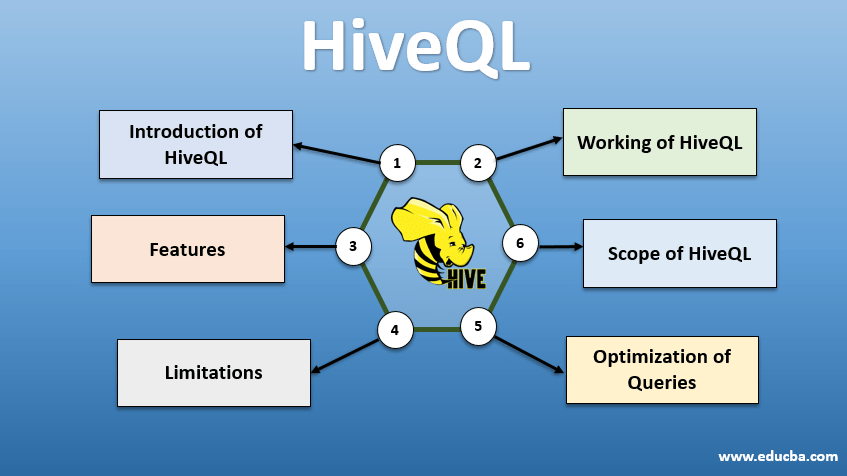 HiveQL
Introduction of
HiveQL
1
2
Working of HiveQL
Features
3
HIVE
6
Scope of HiveQL
Limitations
4
5
Optimization of
Queries
www.educba.com